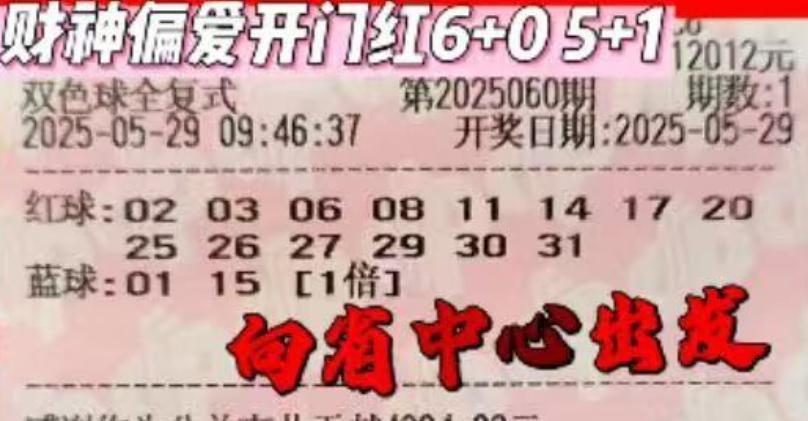 财神偏爱开门红6+0 5+1
12012元
双色球全复式 第2025060期 期数:1
2025-05-29 09:46:37 开奖日期:2025-05-29
红球:02 03 06 08 11 14 17 20
25 26 27 29 30 31
蓝球:01 15 [1倍]
向省中心出发